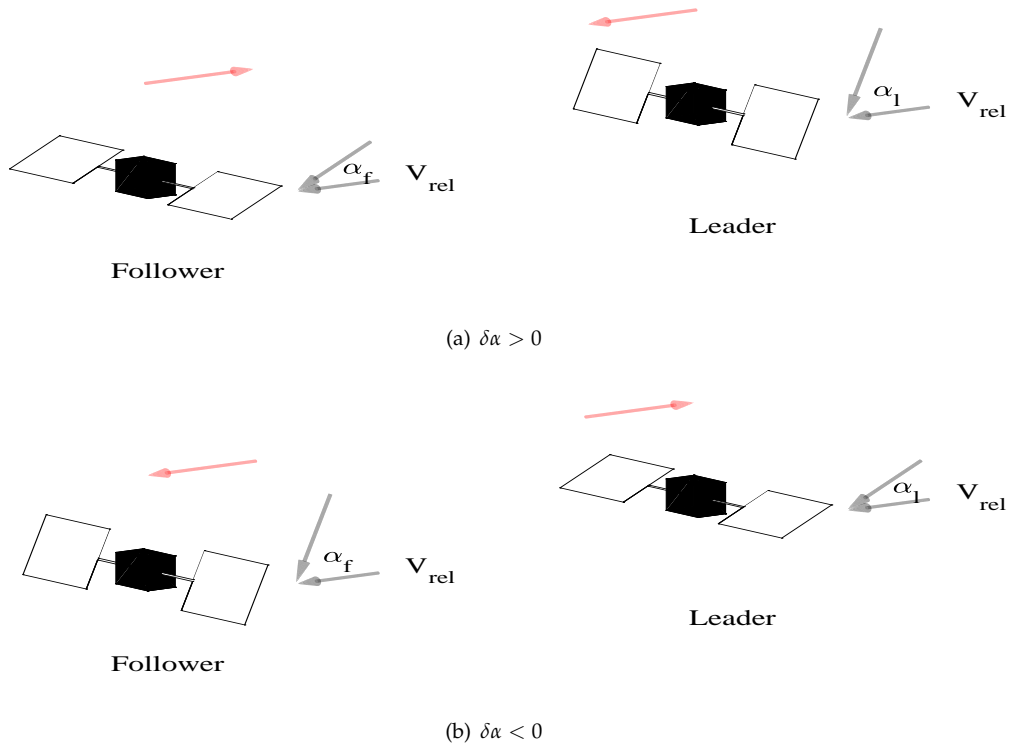 α_l V_rel
α_f V_rel
Leader
Follower
(a) δα > 0
α_l V_rel
α_f V_rel
Leader
Follower
(b) δα < 0